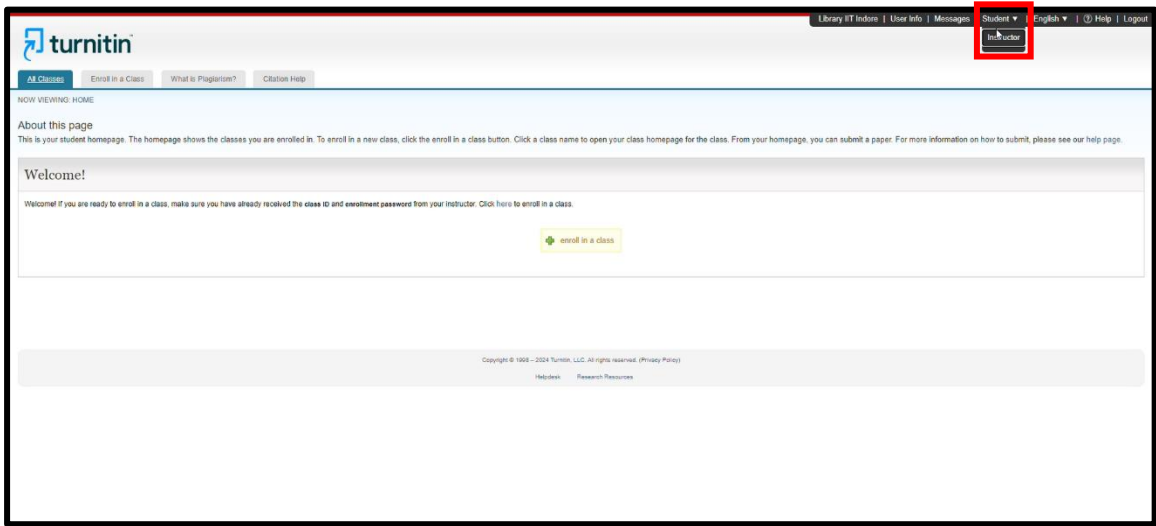 Library IIT Indore | User Info | Messages | Student ▼ | English ▼ | ? Help | Logout
Instructor
turnitin
All Classes Enroll in a Class What is Plagiarism? Citation Help
NOW VIEWING: HOME
About this page
This is your student homepage. The homepage shows the classes you are enrolled in. To enroll in a new class, click the enroll in a class button. Click a class name to open your class homepage for the class. From your homepage, you can submit a paper. For more information on how to submit, please see our help page.
Welcome!
Welcome! If you are ready to enroll in a class, make sure you have already received the class ID and enrollment password from your instructor. Click here to enroll in a class.
enroll in a class
Copyright © 1998 – 2024 Turnitin, LLC. All rights reserved. (Privacy Policy)
Helpdesk Research Resources